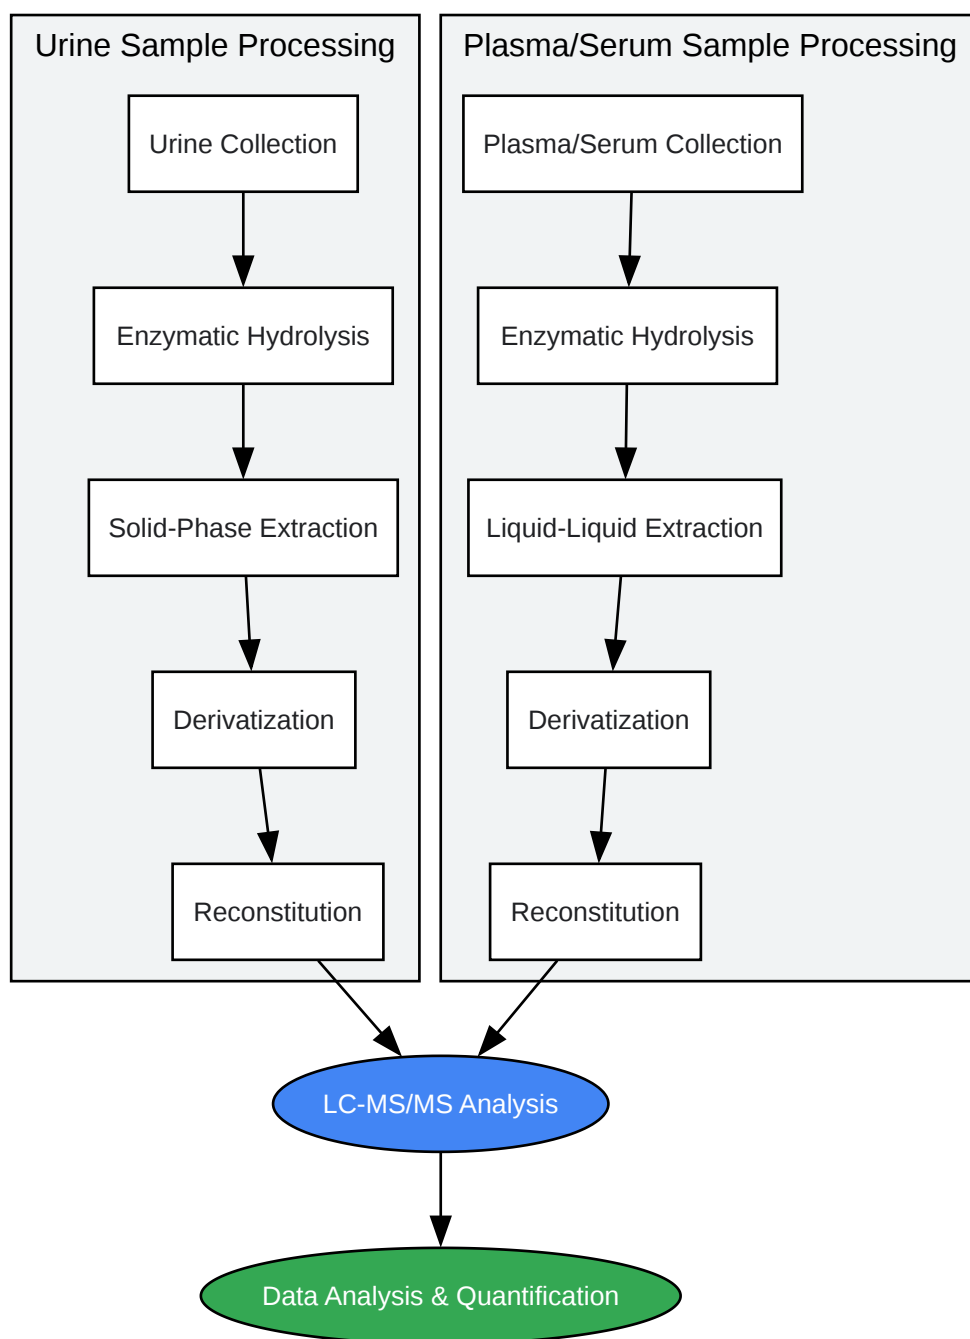 Urine Sample Processing
Urine Collection
Enzymatic Hydrolysis
Solid-Phase Extraction
Derivatization
Reconstitution
Plasma/Serum Sample Processing
Plasma/Serum Collection
Enzymatic Hydrolysis
Liquid-Liquid Extraction
Derivatization
Reconstitution
LC-MS/MS Analysis
Data Analysis & Quantification